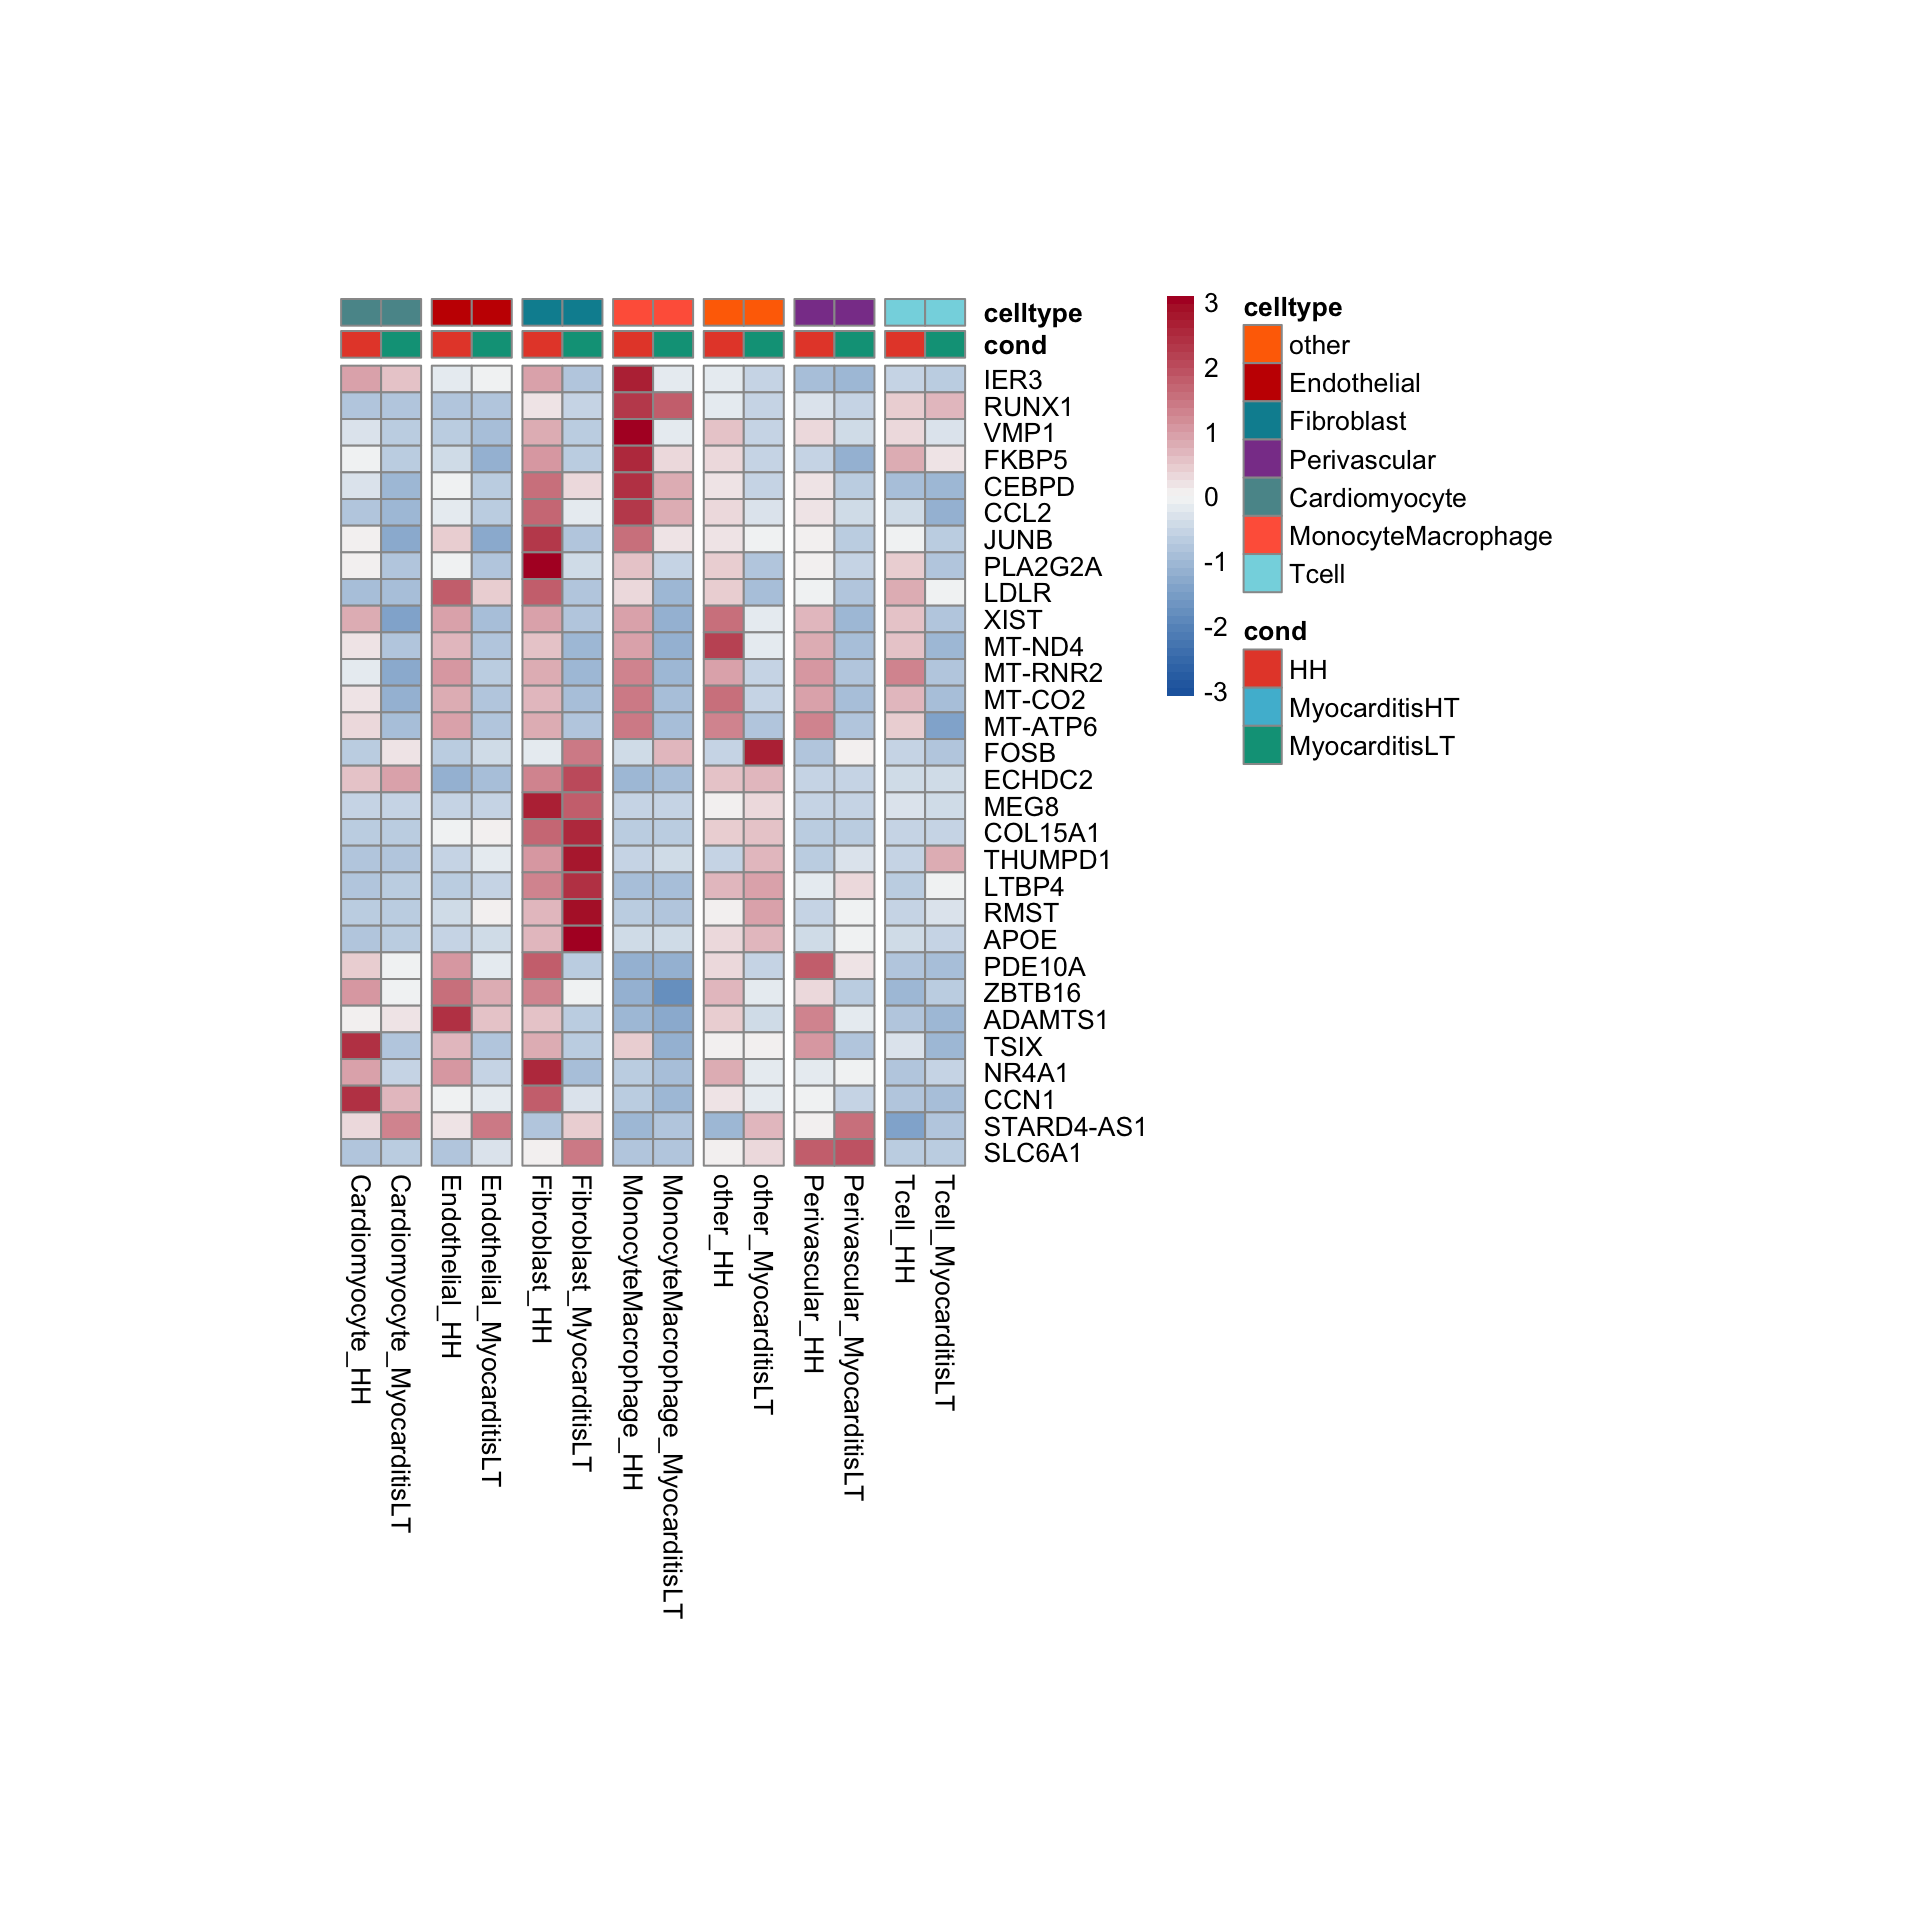 celltype
cond
IER3
RUNX1
VMP1
FKBP5
CEBPD
CCL2
JUNB
PLA2G2A
LDLR
XIST
MT-ND4
MT-RNR2
MT-CO2
MT-ATP6
FOSB
ECHDC2
MEG8
COL15A1
THUMPD1
LTBP4
RMST
APOE
PDE10A
ZBTB16
ADAMTS1
TSIX
NR4A1
CCN1
STARD4-AS1
SLC6A1
Cardiomyocyte_HH
Cardiomyocyte_MyocarditisLT
Endothelial_HH
Endothelial_MyocarditisLT
Fibroblast_HH
Fibroblast_MyocarditisLT
MonocyteMacrophage_HH
MonocyteMacrophage_MyocarditisLT
other_HH
other_MyocarditisLT
Perivascular_HH
Perivascular_MyocarditisLT
Tcell_HH
Tcell_MyocarditisLT
3
2
1
0
-1
-2
-3
celltype
other
Endothelial
Fibroblast
Perivascular
Cardiomyocyte
MonocyteMacrophage
Tcell
cond
HH
MyocarditisHT
MyocarditisLT